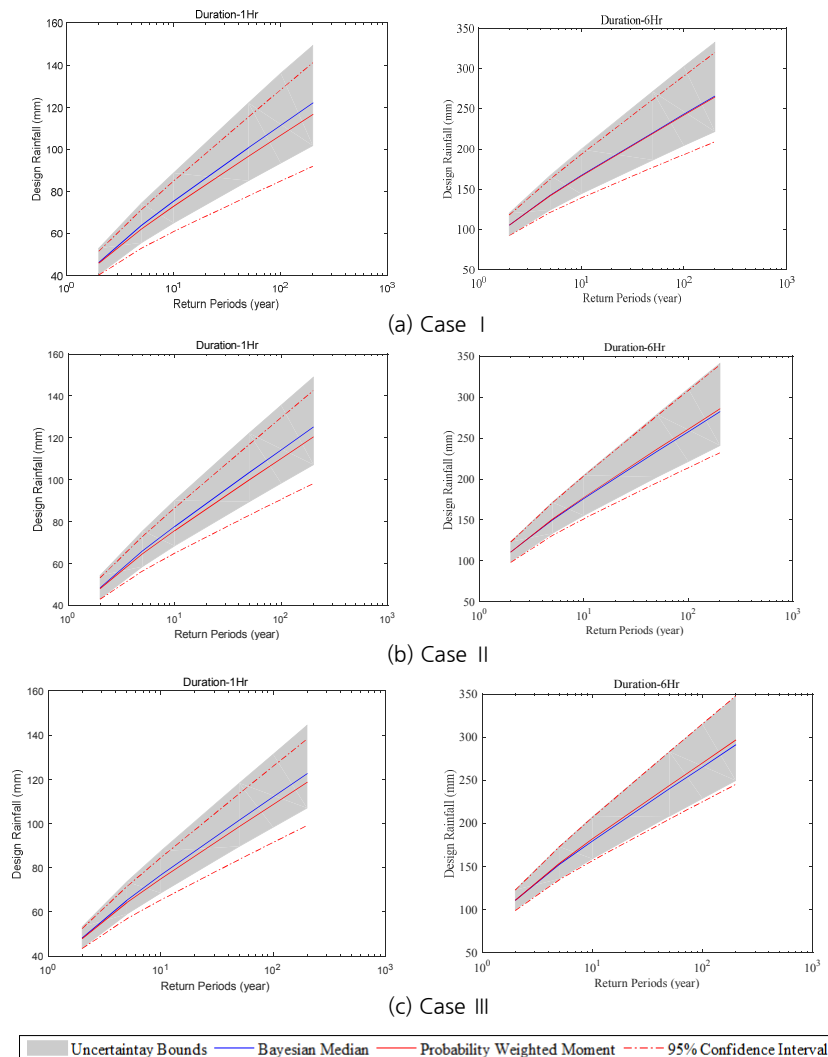 Duration-1Hr
160
140
120
100
80
60
40
Design Rainfall (mm)
10^0 10^1 10^2 10^3
Return Periods (year)
Duration-6Hr
350
300
250
200
150
100
50
Design Rainfall (mm)
10^0 10^1 10^2 10^3
Return Periods (year)
(a) Case Ⅰ
Duration-1Hr
160
140
120
100
80
60
40
Design Rainfall (mm)
10^0 10^1 10^2 10^3
Return Periods (year)
Duration-6Hr
350
300
250
200
150
100
50
Design Rainfall (mm)
10^0 10^1 10^2 10^3
Return Periods (year)
(b) Case Ⅱ
Duration-1Hr
160
140
120
100
80
60
40
Design Rainfall (mm)
10^0 10^1 10^2 10^3
Return Periods (year)
Duration-6Hr
350
300
250
200
150
100
50
Design Rainfall (mm)
10^0 10^1 10^2 10^3
Return Periods (year)
(c) Case Ⅲ
Uncertaintay Bounds Bayesian Median Probability Weighted Moment 95% Confidence Interval